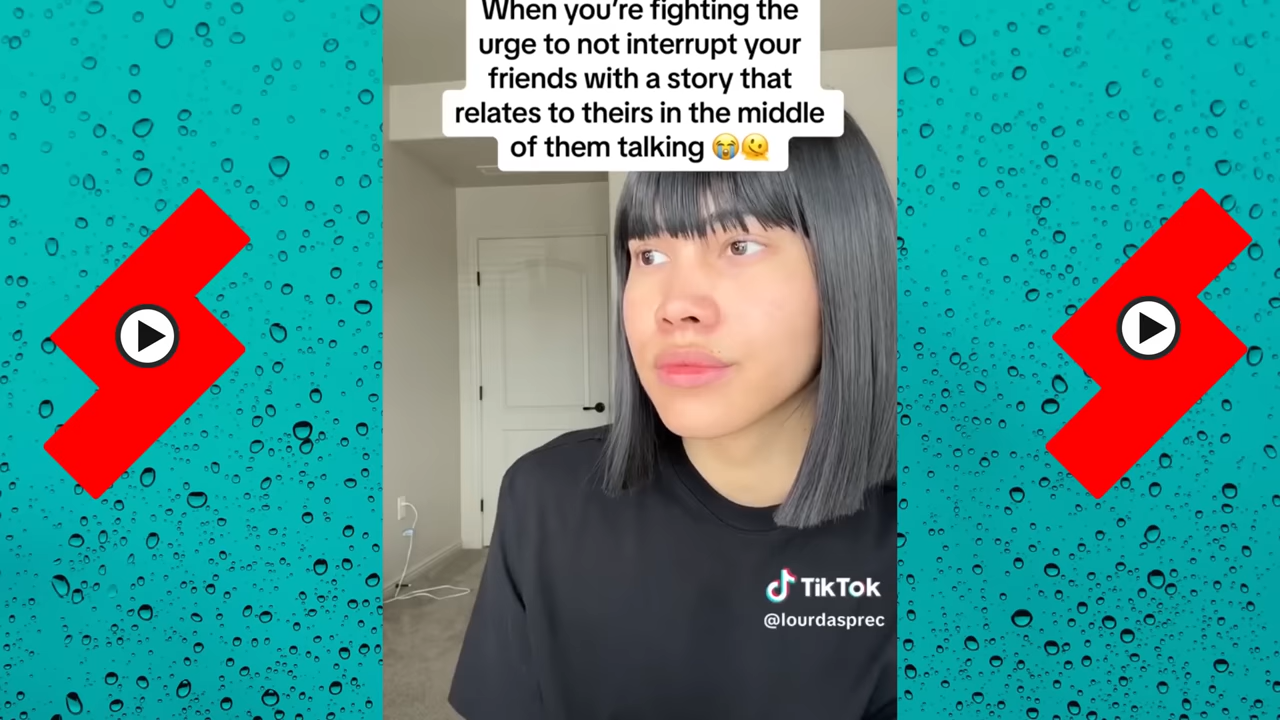 When you’re fighting the
urge to not interrupt your
friends with a story that
relates to theirs in the middle
of them talking 😭🫠
TikTok
@lourdasprec